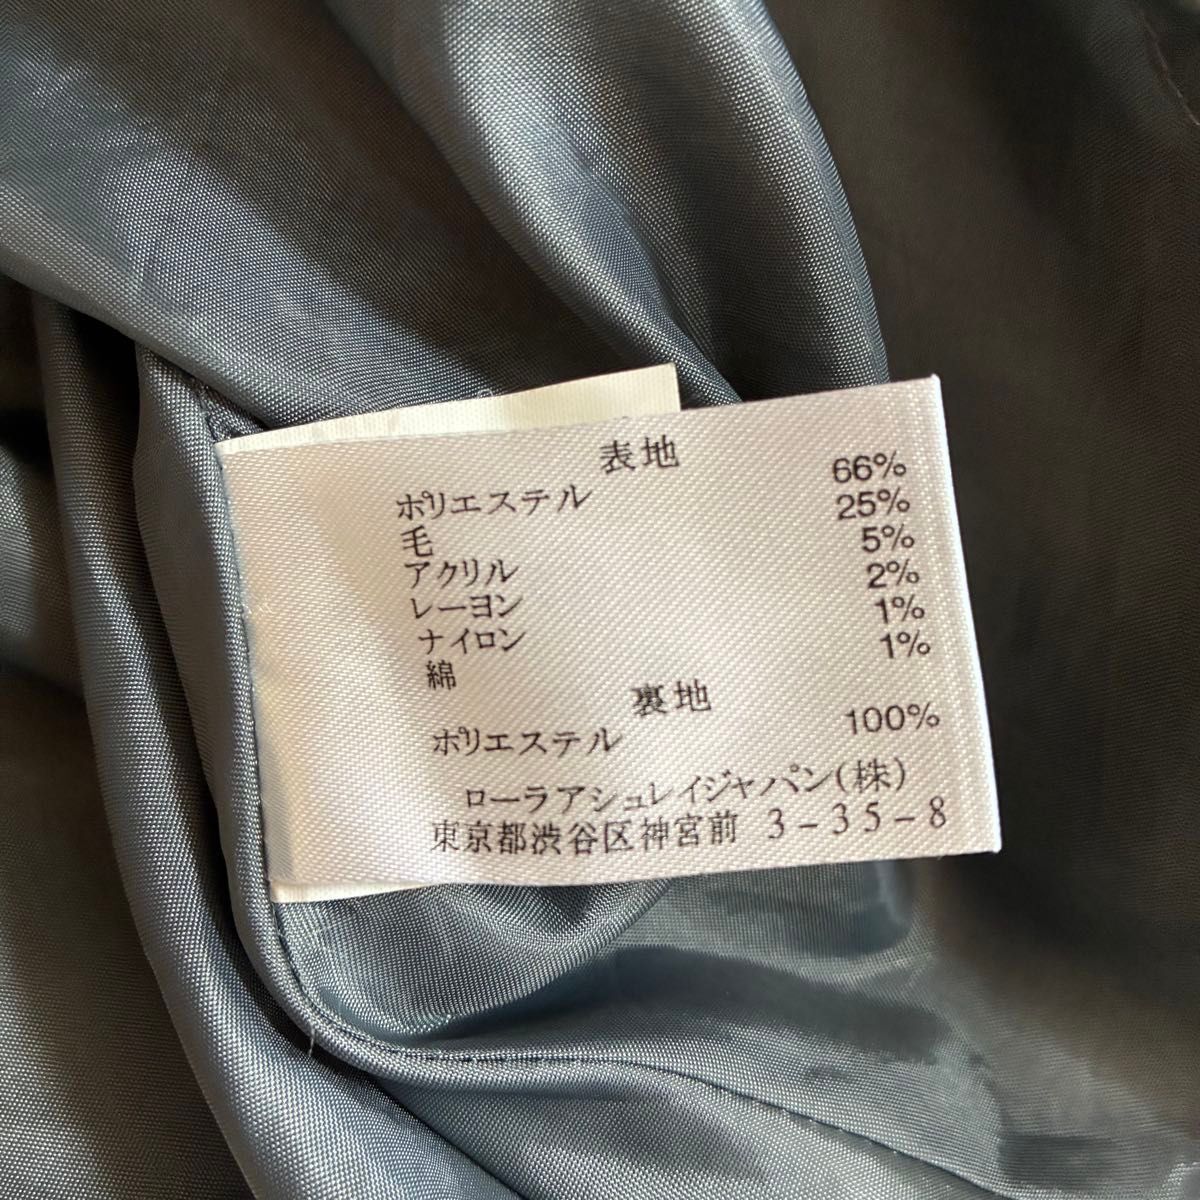 表地
ポリエステル 66%
毛 25%
アクリル 5%
レーヨン 2%
ナイロン 1%
綿 1%
裏地
ポリエステル 100%
ローラアシュレイジャパン(株)
東京都渋谷区神宮前 3-35-8